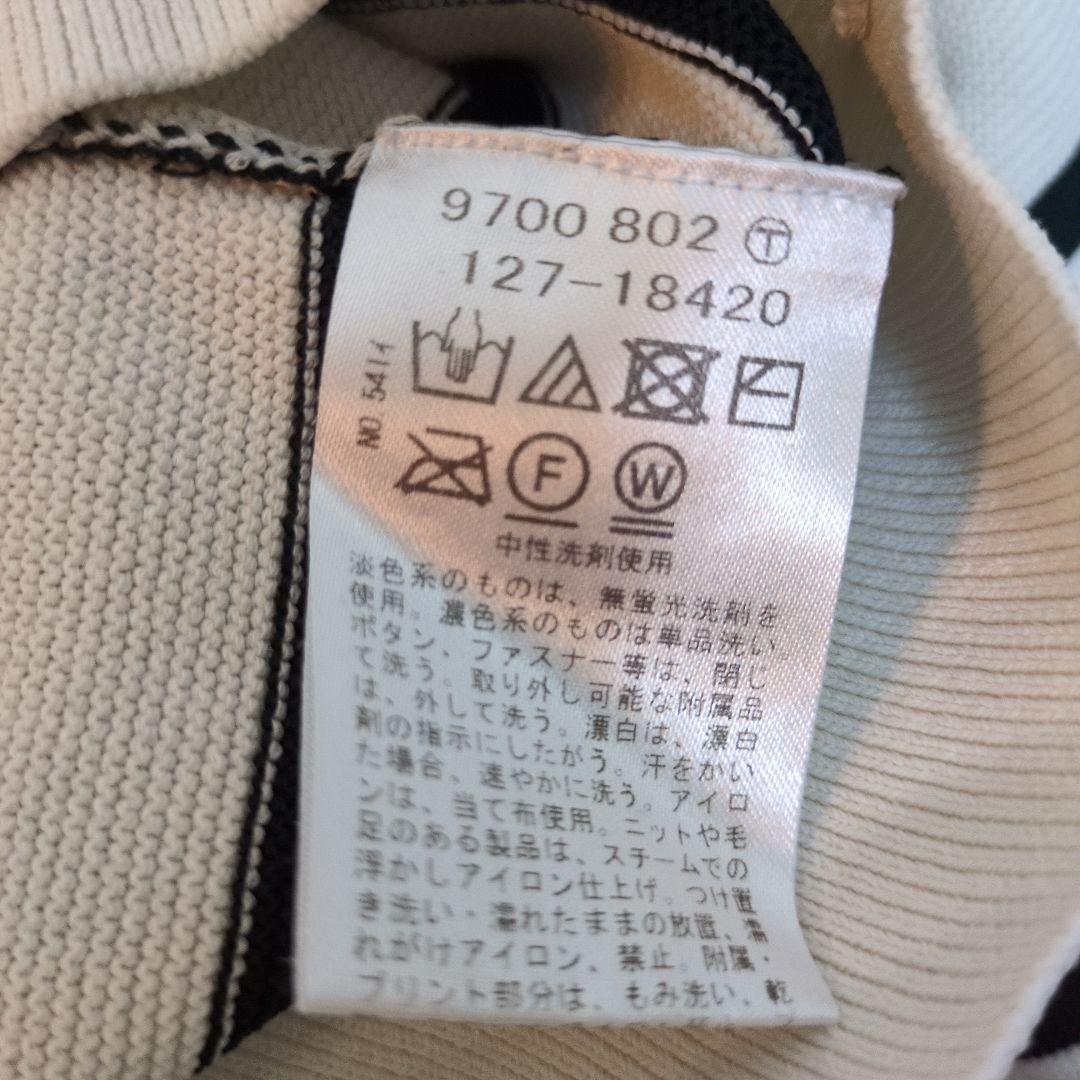 9700 802 Ⓣ
127-18420
NO. 541イ
F
W
中性洗剤使用
淡色系のものは、無蛍光洗剤を
使用。濃色系のものは単品洗い
ボタン、ファスナー等は、閉じ
て洗う。取り外し可能な附属品
は、外して洗う。漂白は、漂白
剤の指示にしたがう。汗をかい
た場合、速やかに洗う。アイロ
ンは、当て布使用。ニットや毛
足のある製品は、スチームでの
浮かしアイロン仕上げ。つけ置
き洗い・濡れたままの放置、濡
れがけアイロン、禁止。附属・
プリント部分は、もみ洗い、乾